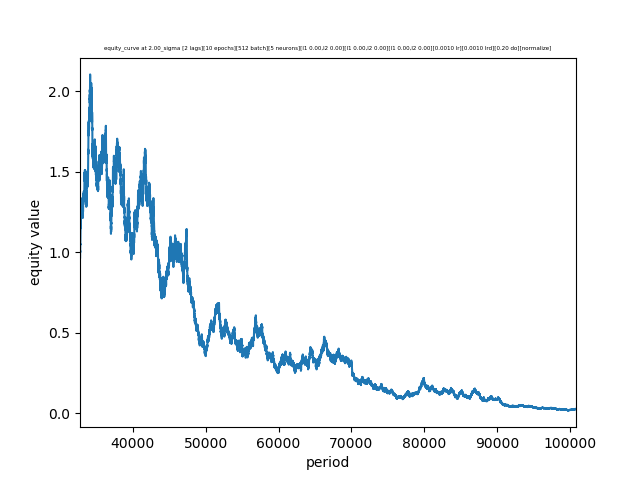 equity_curve at 2.00_sigma [2 lags][10 epochs][512 batch][5 neurons][l1 0.00,l2 0.00][l1 0.00,l2 0.00][l1 0.00,l2 0.00][0.0010 lr][0.0010 lrd][0.20 do][normalize]
2.0
1.5
1.0
0.5
0.0
equity value
40000 50000 60000 70000 80000 90000 100000
period